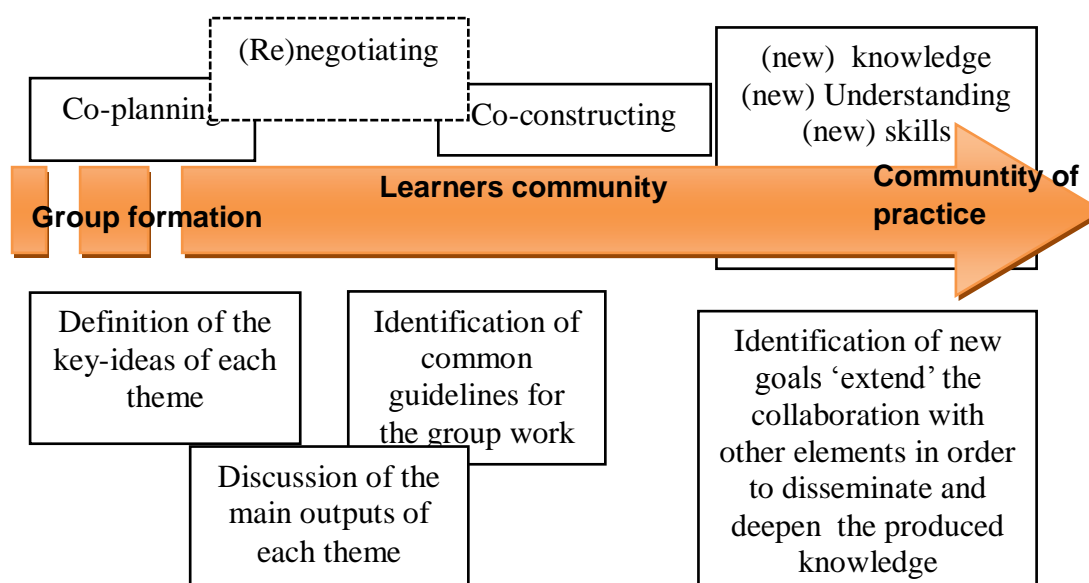 (Re)negotiating
Co-planning
Co-constructing
(new) knowledge
(new) Understanding
(new) skills
Group formation
Learners community
Communtity of
practice
Definition of the
key-ideas of each
theme
Identification of
common
guidelines for
the group work
Discussion of the
main outputs of
each theme
Identification of new
goals ‘extend’ the
collaboration with
other elements in order
to disseminate and
deepen the produced
knowledge